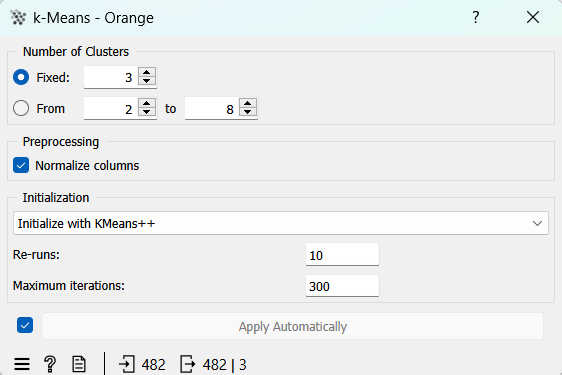 k-Means - Orange ?
Number of Clusters
Fixed: 3
From 2 to 8
Preprocessing
Normalize columns
Initialization
Initialize with KMeans++
Re-runs: 10
Maximum iterations: 300
Apply Automatically
? 482 482 | 3